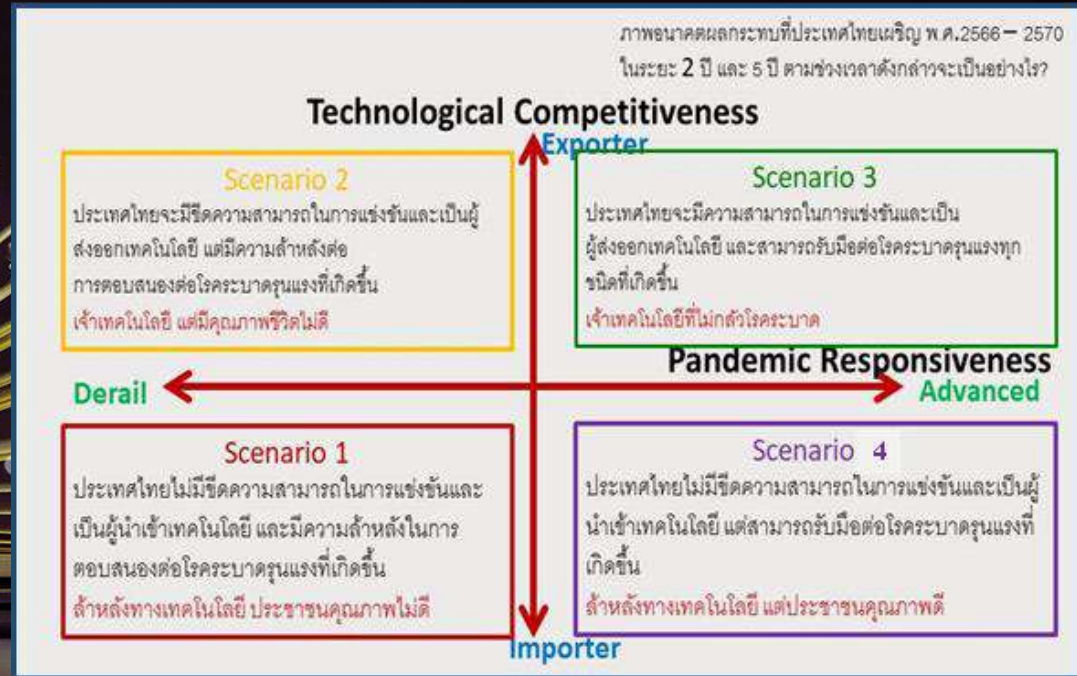 ภาพอนาคตผลกระทบที่ประเทศไทยเผชิญ พ.ศ.2566 – 2570
ในระยะ 2 ปี และ 5 ปี ตามช่วงเวลาดังกล่าวจะเป็นอย่างไร?
Technological Competitiveness
Exporter
Scenario 2
ประเทศไทยจะมีขีดความสามารถในการแข่งขันและเป็นผู้
ส่งออกเทคโนโลยี แต่มีความล้าหลังต่อ
การตอบสนองต่อโรคระบาดรุนแรงที่เกิดขึ้น
เจ้าเทคโนโลยี แต่มีคุณภาพชีวิตไม่ดี
Scenario 3
ประเทศไทยจะมีความสามารถในการแข่งขันและเป็น
ผู้ส่งออกเทคโนโลยี และสามารถรับมือต่อโรคระบาดรุนแรงทุก
ชนิดที่เกิดขึ้น
เจ้าเทคโนโลยีที่ไม่กลัวโรคระบาด
Pandemic Responsiveness
Derail
Advanced
Scenario 1
ประเทศไทยไม่มีขีดความสามารถในการแข่งขันและ
เป็นผู้นำเข้าเทคโนโลยี และมีความล้าหลังในการ
ตอบสนองต่อโรคระบาดรุนแรงที่เกิดขึ้น
ล้าหลังทางเทคโนโลยี ประชาชนคุณภาพไม่ดี
Scenario 4
ประเทศไทยไม่มีขีดความสามารถในการแข่งขันและเป็นผู้
นำเข้าเทคโนโลยี แต่สามารถรับมือต่อโรคระบาดรุนแรงที่
เกิดขึ้น
ล้าหลังทางเทคโนโลยี แต่ประชาชนคุณภาพดี
Importer